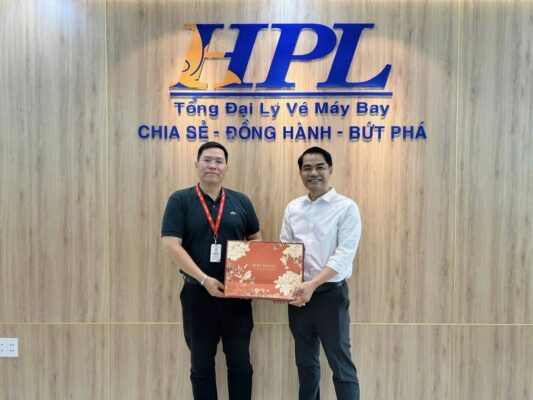 HPL
Tổng Đại Lý Vé Máy Bay
CHIA SẺ - ĐỒNG HÀNH - BỨT PHÁ